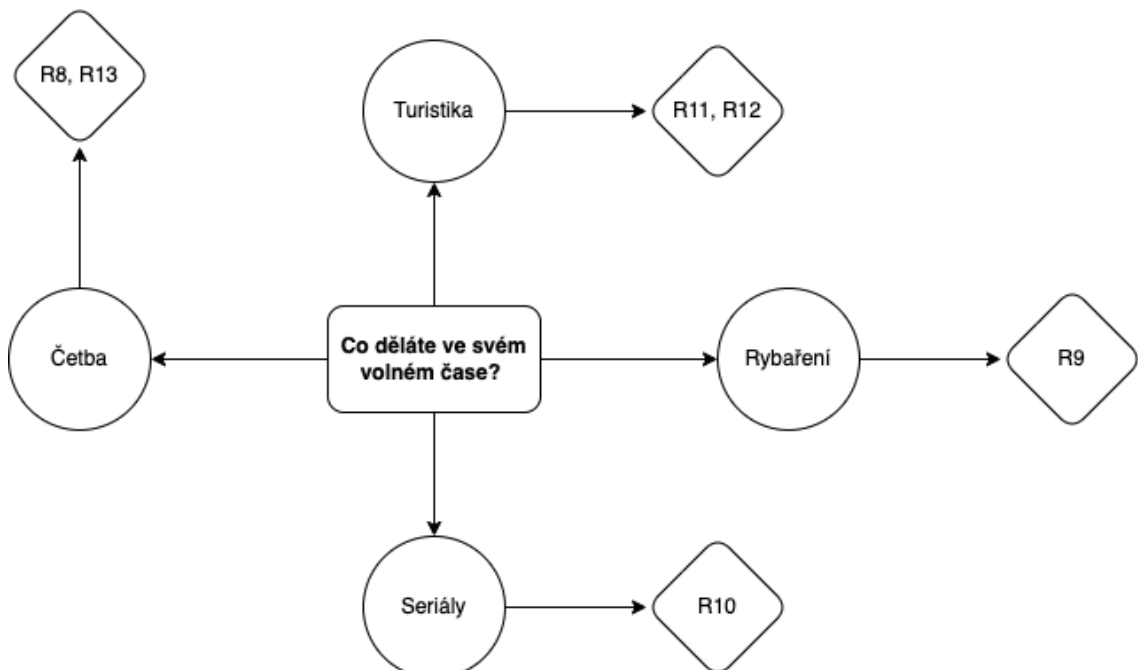 R8, R13
Turistika
R11, R12
Četba
Co děláte ve svém
volném čase?
Rybaření
R9
Seriály
R10